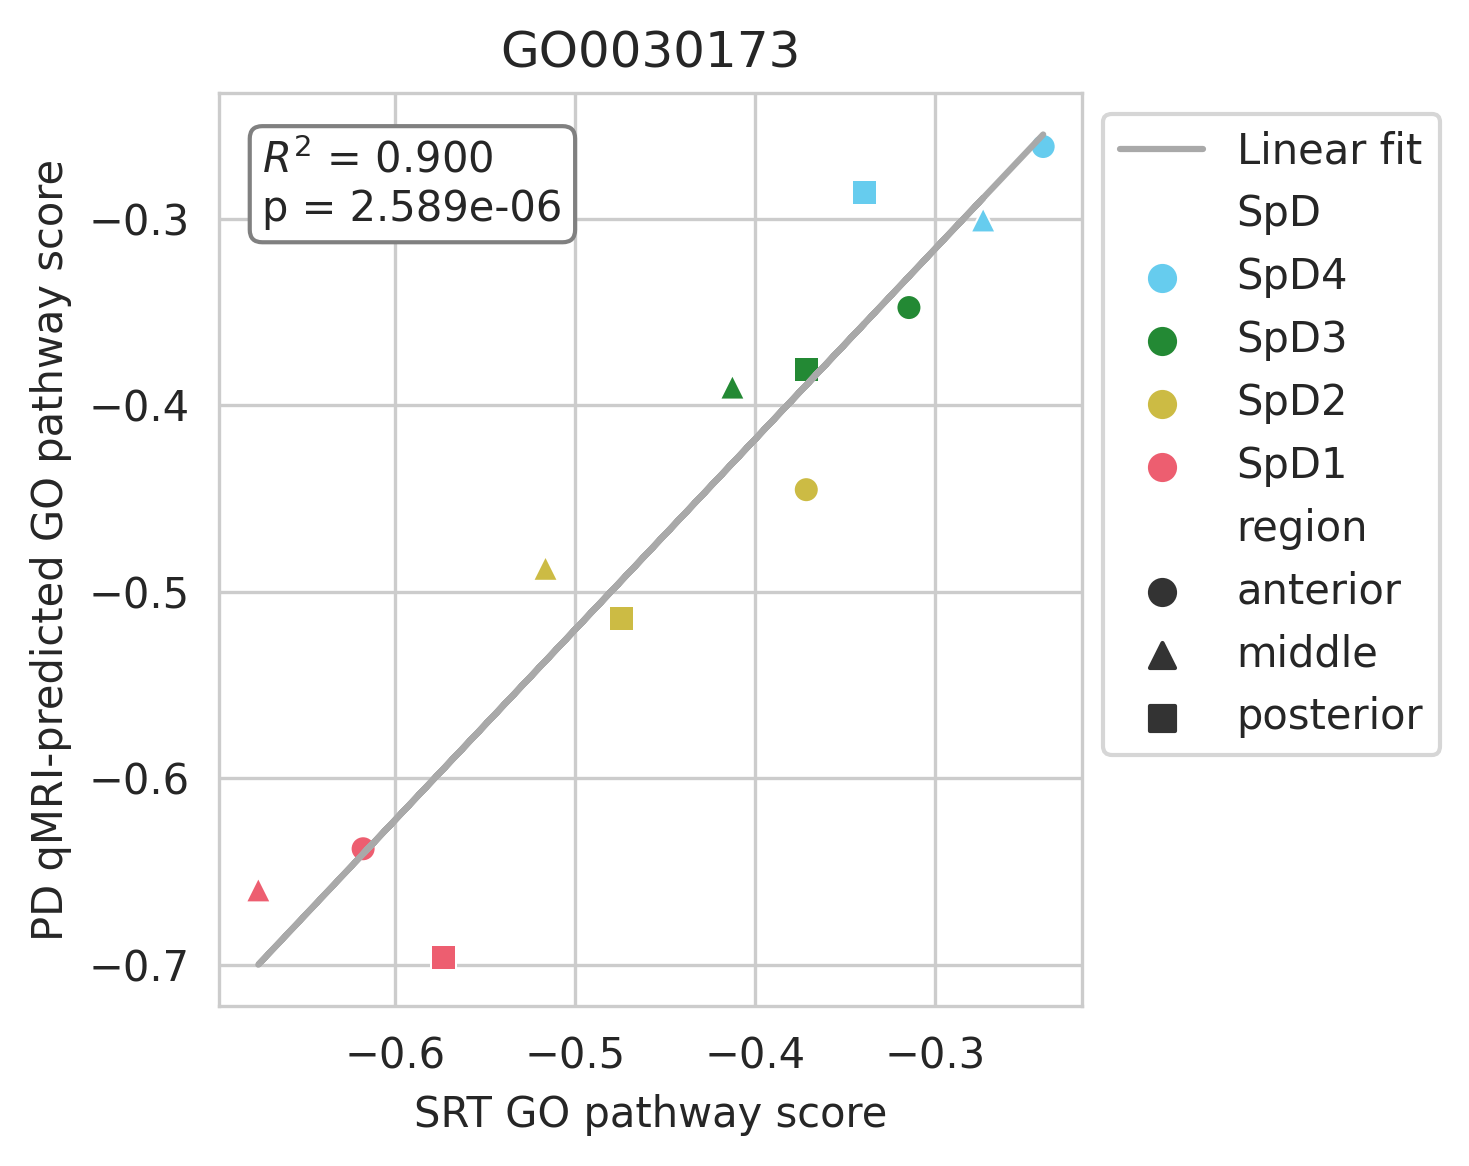 GO0030173
R² = 0.900
p = 2.589e-06
PD qMRI-predicted GO pathway score
−0.3
−0.4
−0.5
−0.6
−0.7
−0.6 −0.5 −0.4 −0.3
SRT GO pathway score
Linear fit
SpD
SpD4
SpD3
SpD2
SpD1
region
anterior
middle
posterior